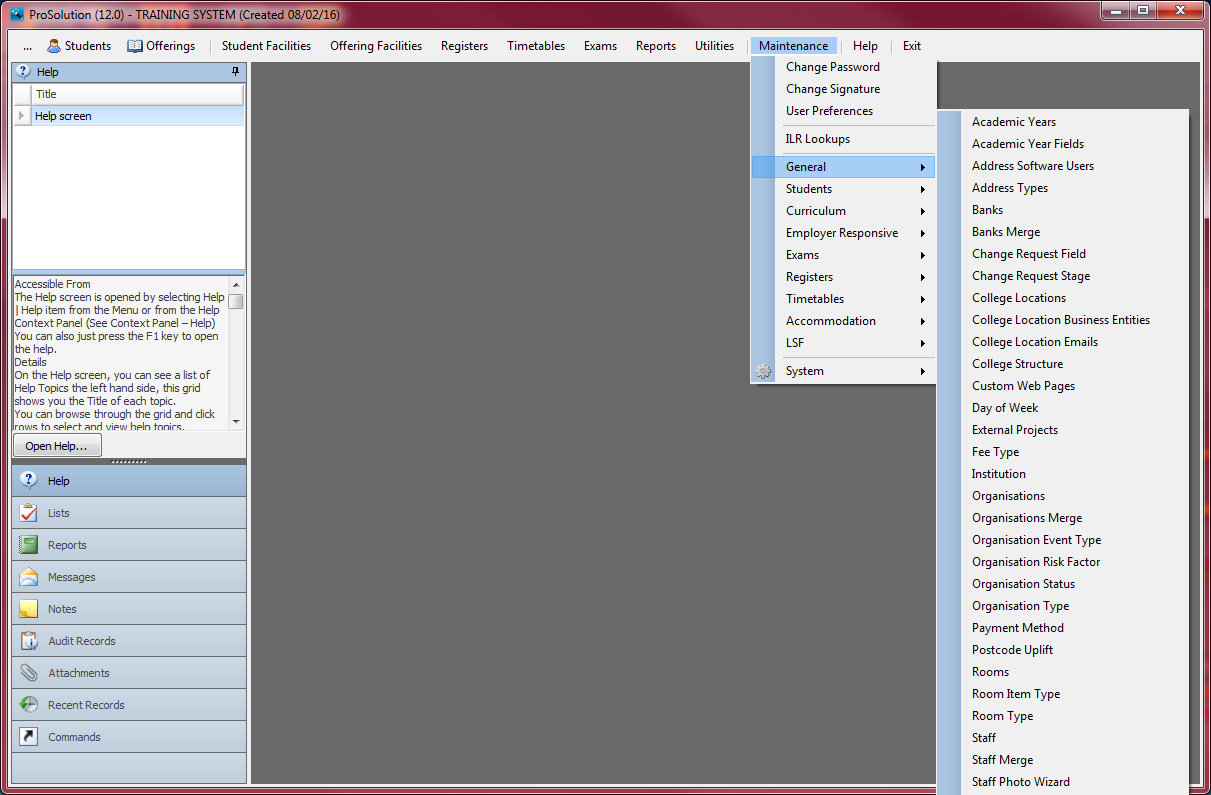 ProSolution (12.0) - TRAINING SYSTEM (Created 08/02/16)
... Students Offerings Student Facilities Offering Facilities Registers Timetables Exams Reports Utilities Maintenance Help Exit
Help
Title
Help screen
Accessible From
The Help screen is opened by selecting Help
| Help item from the Menu or from the Help
Context Panel (See Context Panel – Help)
You can also just press the F1 key to open
the help.
Details
On the Help screen, you can see a list of
Help Topics the left hand side, this grid
shows you the Title of each topic.
You can browse through the grid and click
rows to select and view help topics.
Open Help...
Help
Lists
Reports
Messages
Notes
Audit Records
Attachments
Recent Records
Commands
Change Password
Change Signature
User Preferences
ILR Lookups
General
Students
Curriculum
Employer Responsive
Exams
Registers
Timetables
Accommodation
LSF
System
Academic Years
Academic Year Fields
Address Software Users
Address Types
Banks
Banks Merge
Change Request Field
Change Request Stage
College Locations
College Location Business Entities
College Location Emails
College Structure
Custom Web Pages
Day of Week
External Projects
Fee Type
Institution
Organisations
Organisations Merge
Organisation Event Type
Organisation Risk Factor
Organisation Status
Organisation Type
Payment Method
Postcode Uplift
Rooms
Room Item Type
Room Type
Staff
Staff Merge
Staff Photo Wizard